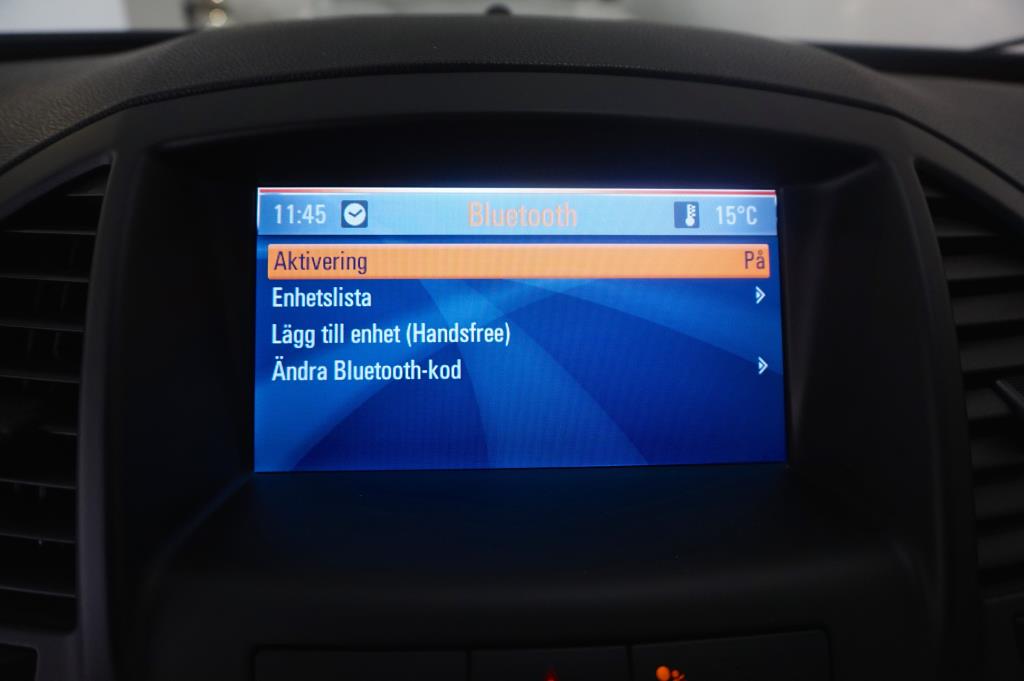 11:45 Bluetooth 15°C
Aktivering På
Enhetslista
Lägg till enhet (Handsfree)
Ändra Bluetooth-kod